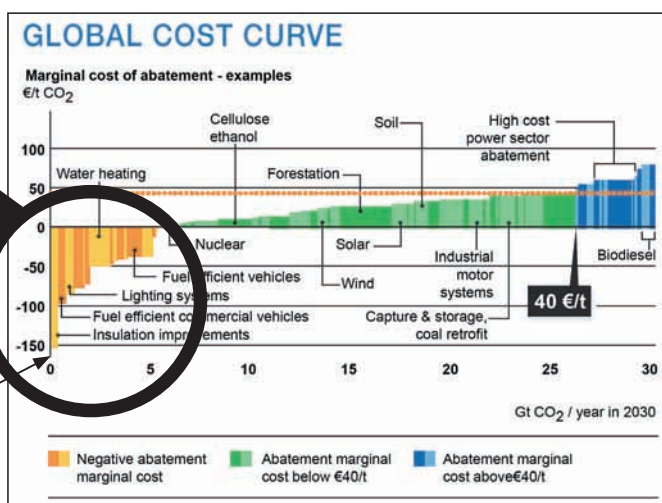 GLOBAL COST CURVE
Marginal cost of abatement - examples
€/t CO2
Cellulose
ethanol
Soil
High cost
power sector
abatement
100
Water heating
Forestation
50
0
Nuclear
Solar
Industrial
motor
systems
Biodiesel
-50
Fuel efficient vehicles
Wind
Lighting systems
40 €/t
-100
Fuel efficient commercial vehicles
Capture & storage,
coal retrofit
Insulation improvements
-150
0 5 10 15 20 25 30
Gt CO2 / year in 2030
Negative abatement
marginal cost
Abatement marginal
cost below €40/t
Abatement marginal
cost above€40/t